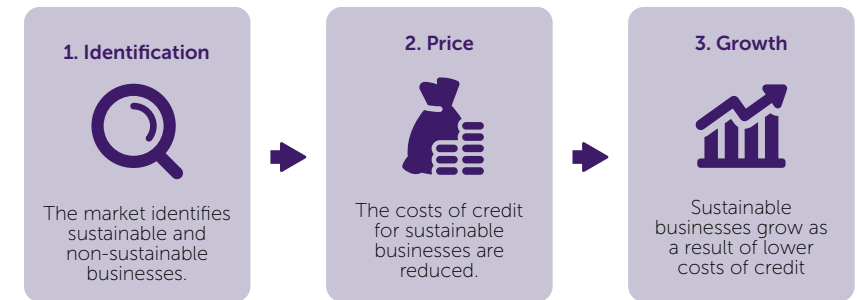 1. Identification
The market identifies
sustainable and
non-sustainable
businesses.
2. Price
The costs of credit
for sustainable
businesses are
reduced.
3. Growth
Sustainable
businesses grow as
a result of lower
costs of credit